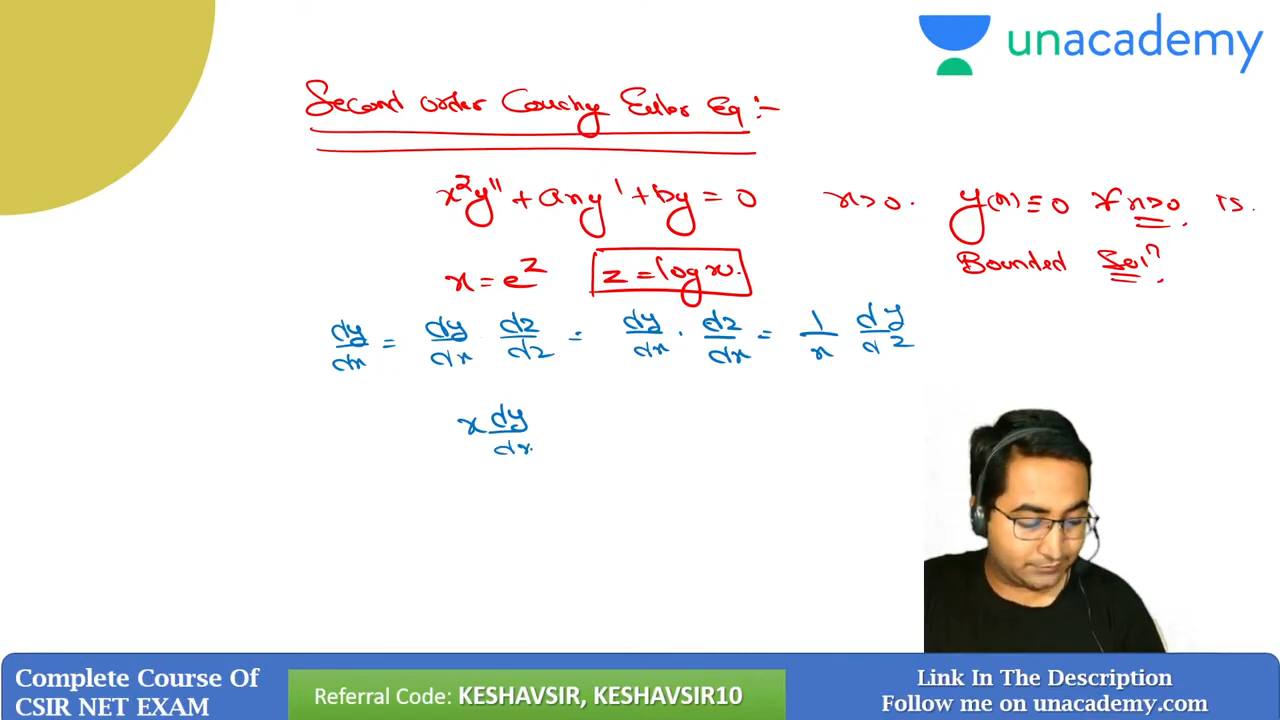 unacademy
Second order Cauchy Euler Eq :-
x²y'' + axy' + by = 0 x>0. y(x) ≡ 0 ∀ x>0 is
x = e^z z = log x. Bounded Sol?
dy/dx = dy/dx dz/dz = dy/dx · dz/dx = 1/x dy/dz
x dy/dx
Complete Course Of
CSIR NET EXAM
Referral Code: KESHAVSIR, KESHAVSIR10
Link In The Description
Follow me on unacademy.com